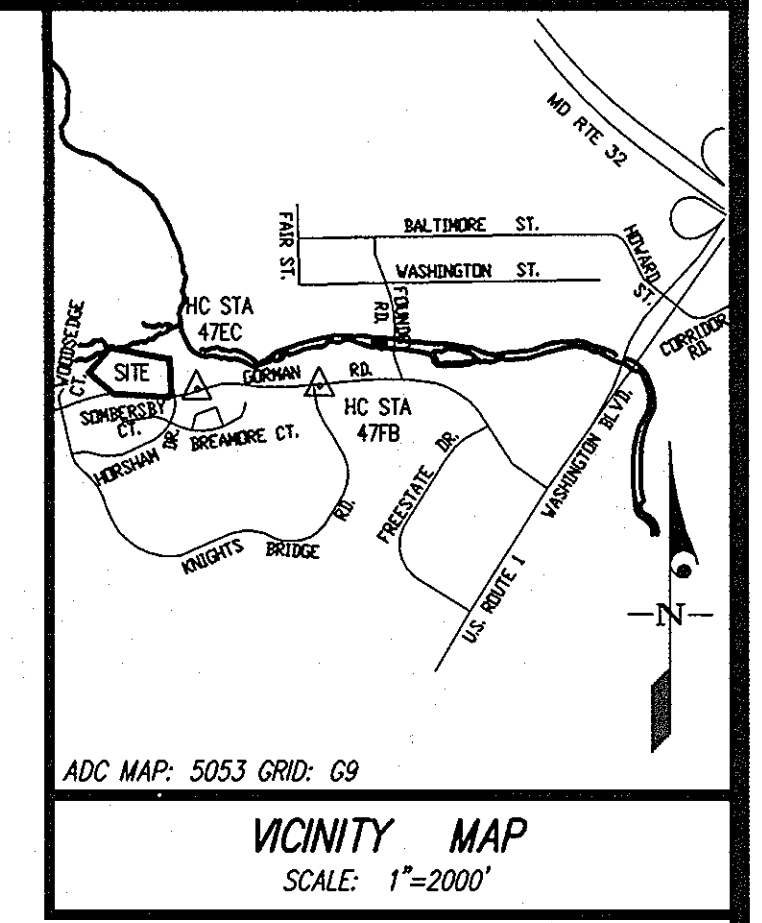 MD RTE 32
FAIR ST.
BALTIMORE ST.
HOWARD ST.
WASHINGTON ST.
FOUNDRY RD.
CORRIDOR RD.
WOODSEDGE CT.
HC STA
47EC
SITE
GORMAN RD.
SOMBERSBY CT.
HC STA
47FB
HORSHAM DR.
BREAMORE CT.
FREESTATE DR.
WASHINGTON BLVD.
KNIGHTS BRIDGE RD.
U.S. ROUTE 1
N
ADC MAP: 5053 GRID: G9
VICINITY MAP
SCALE: 1"=2000'